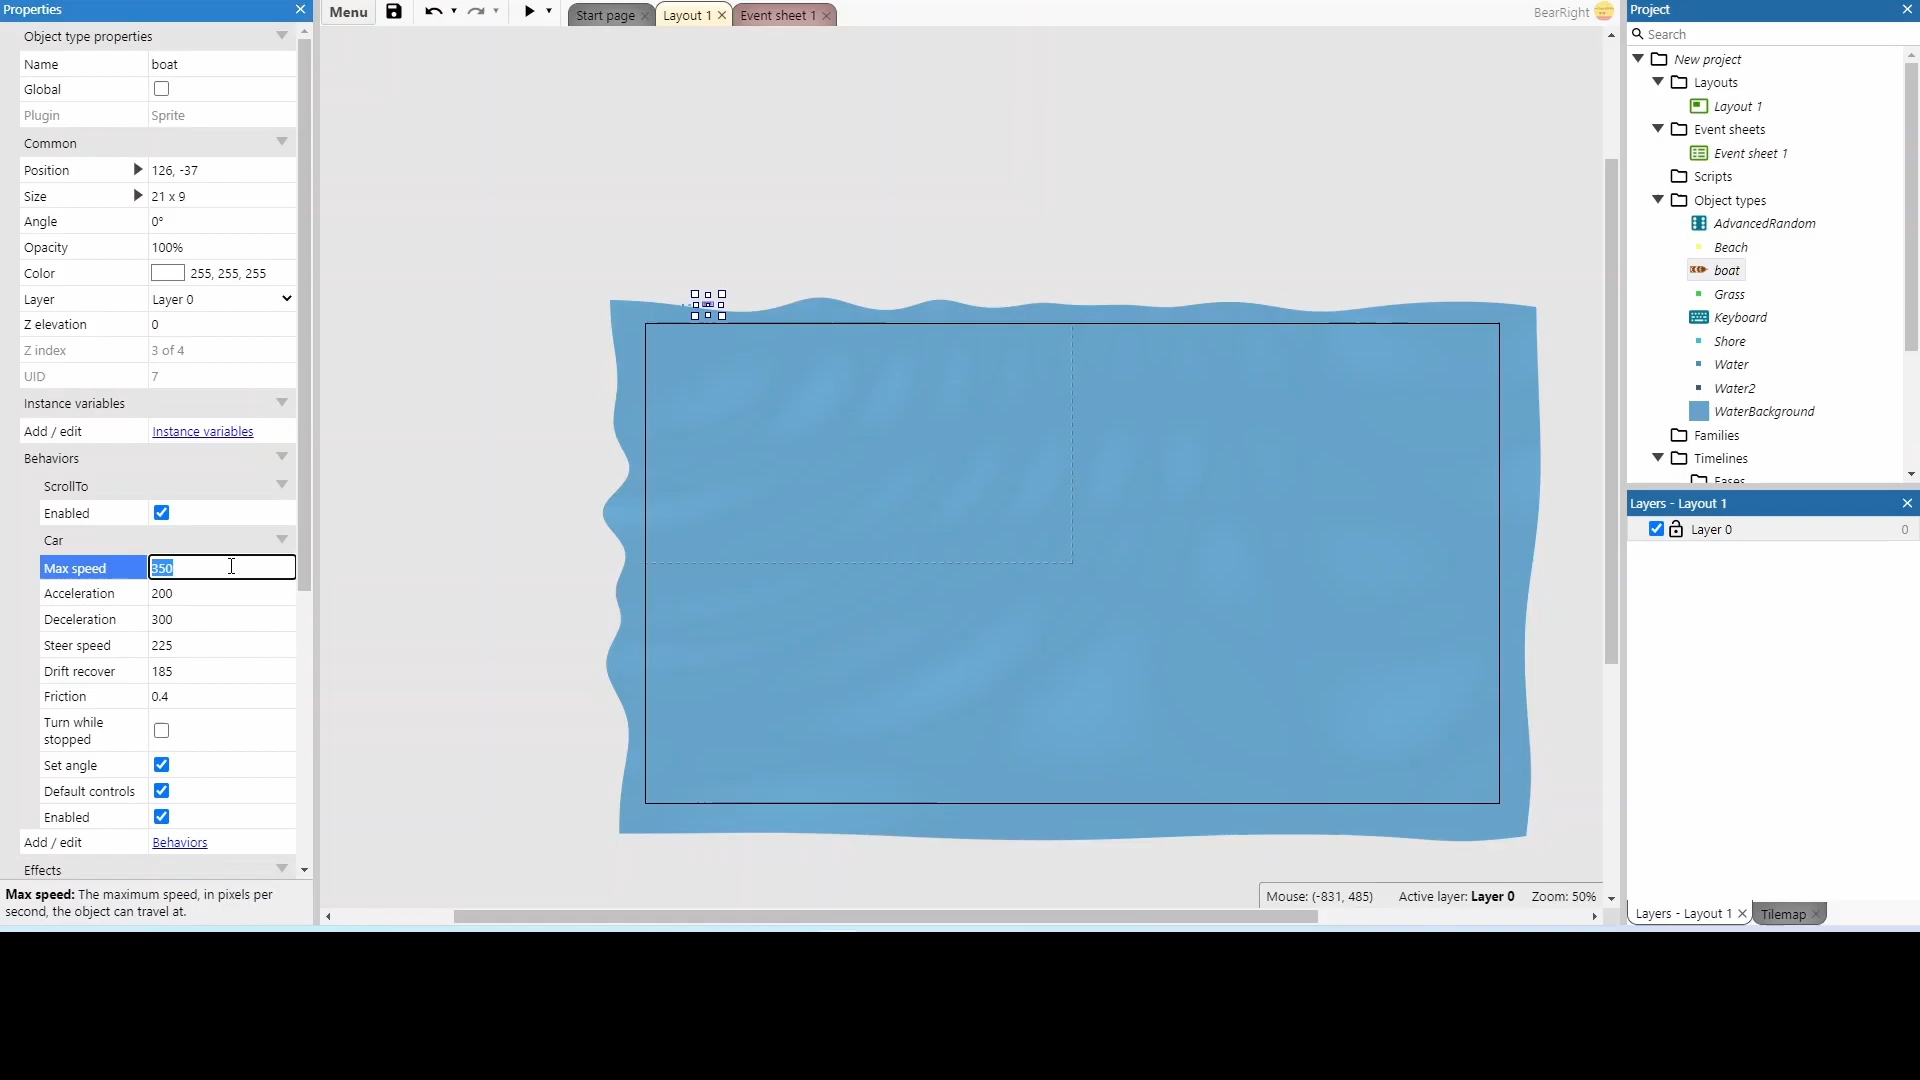 Properties
Object type properties
Name boat
Global
Plugin Sprite
Common
Position 126, -37
Size 21 x 9
Angle 0°
Opacity 100%
Color 255, 255, 255
Layer Layer 0
Z elevation 0
Z index 3 of 4
UID 7
Instance variables
Add / edit Instance variables
Behaviors
ScrollTo
Enabled
Car
Max speed 350
Acceleration 200
Deceleration 300
Steer speed 225
Drift recover 185
Friction 0.4
Turn while
stopped
Set angle
Default controls
Enabled
Add / edit Behaviors
Effects
Max speed: The maximum speed, in pixels per
second, the object can travel at.
Menu
Start page
Layout 1
Event sheet 1
BearRight
Mouse: (-831, 485) Active layer: Layer 0 Zoom: 50%
Project
Search
New project
Layouts
Layout 1
Event sheets
Event sheet 1
Scripts
Object types
AdvancedRandom
Beach
boat
Grass
Keyboard
Shore
Water
Water2
WaterBackground
Families
Timelines
Eases
Layers - Layout 1
Layer 0 0
Layers - Layout 1
Tilemap